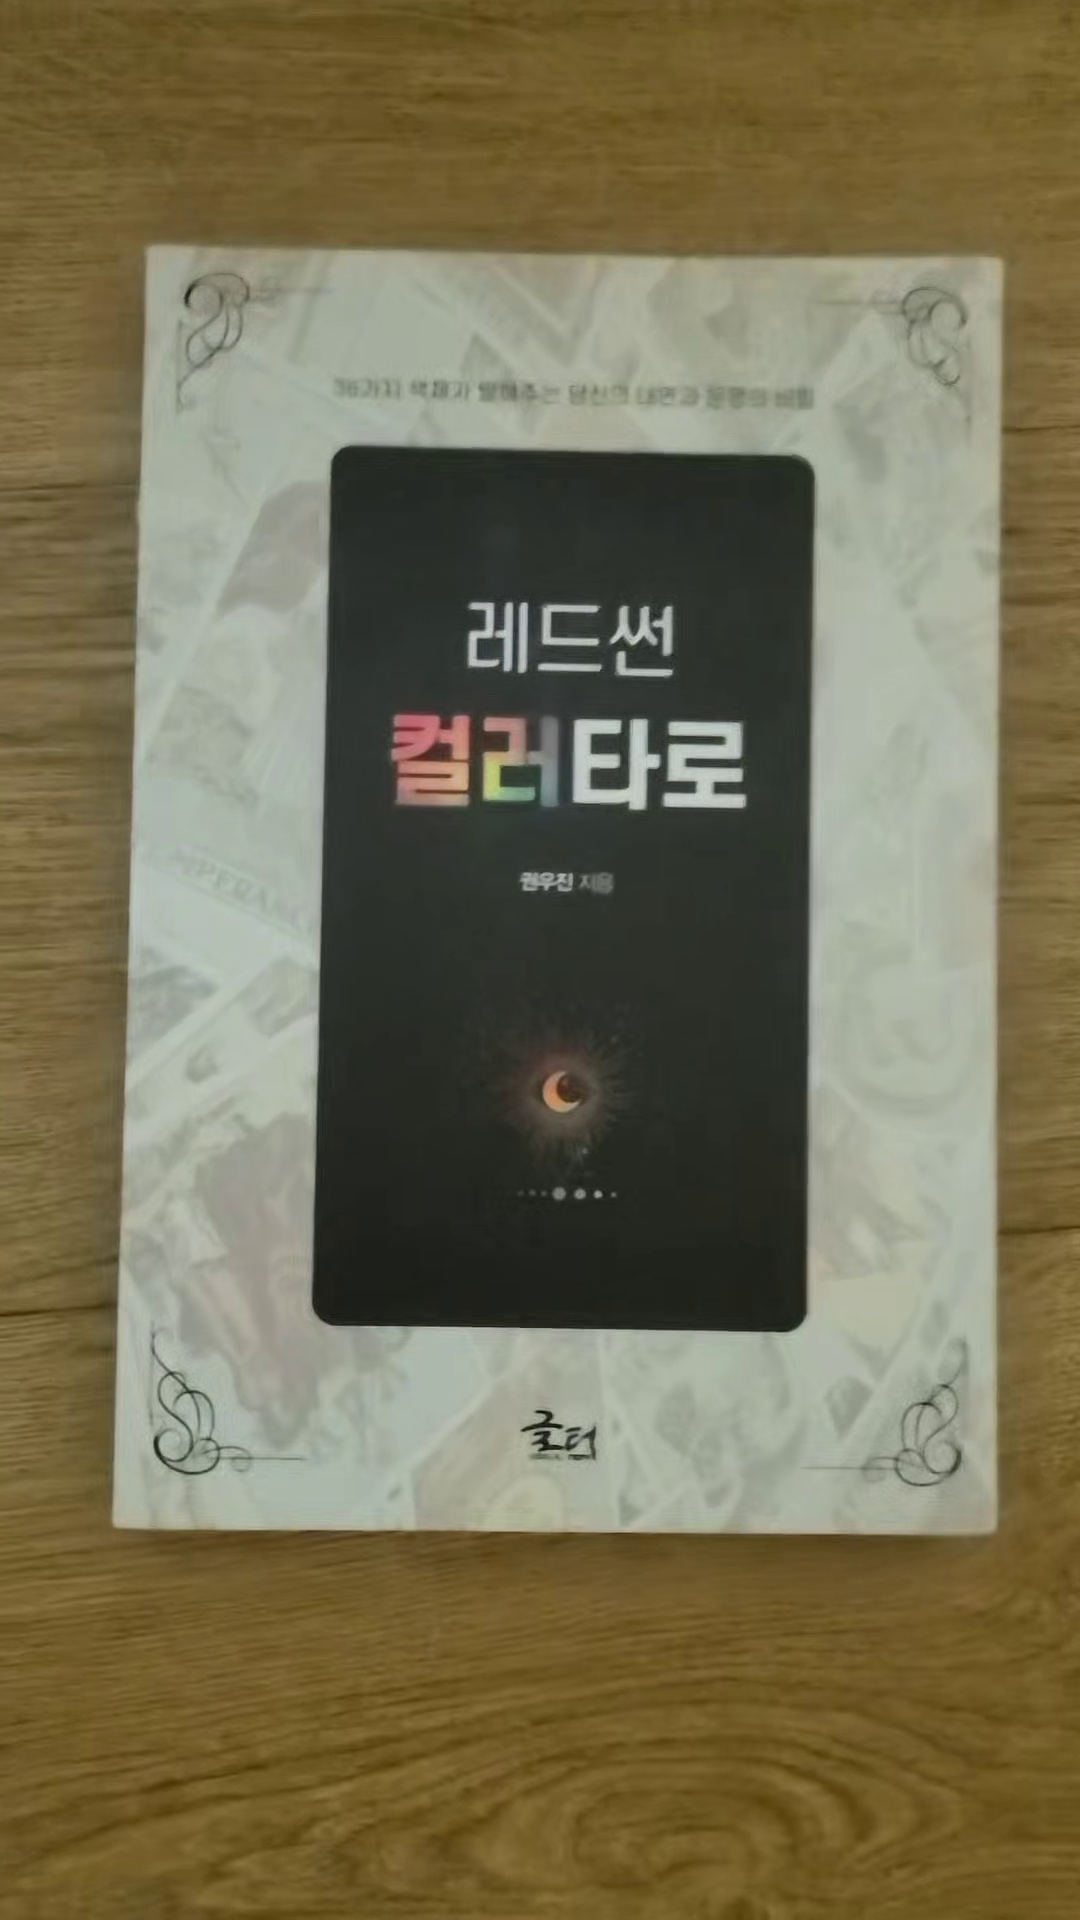 36가지 색채가 말해주는 당신의 내면과 운명의 비밀
레드썬
컬러타로
권우진 지음
글터